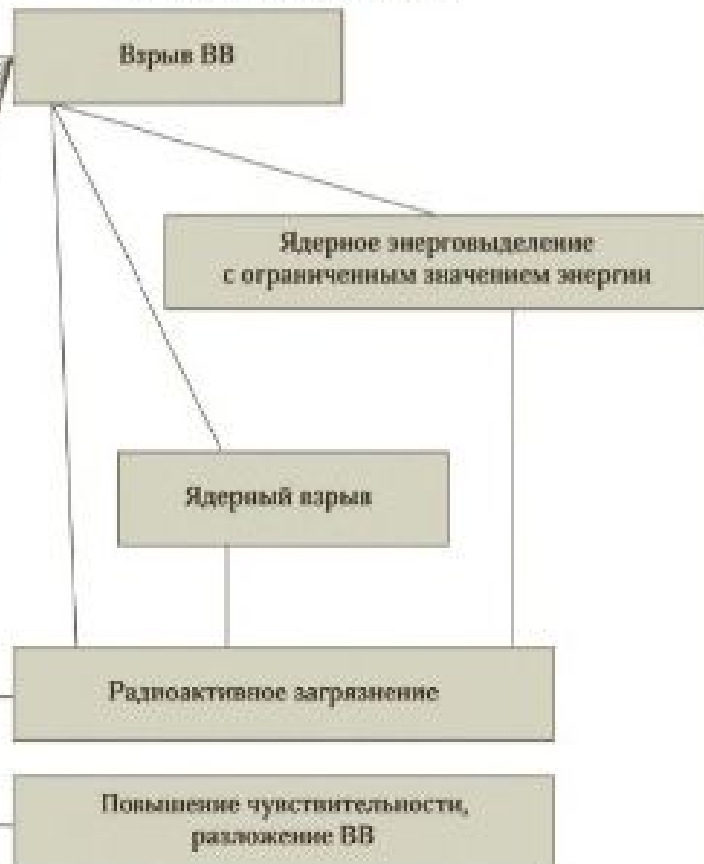 Взрыв ВВ
Ядерное энерговыделение
с ограниченным значением энергии
Ядерный взрыв
Радиоактивное загрязнение
Повышение чувствительности,
разложение ВВ